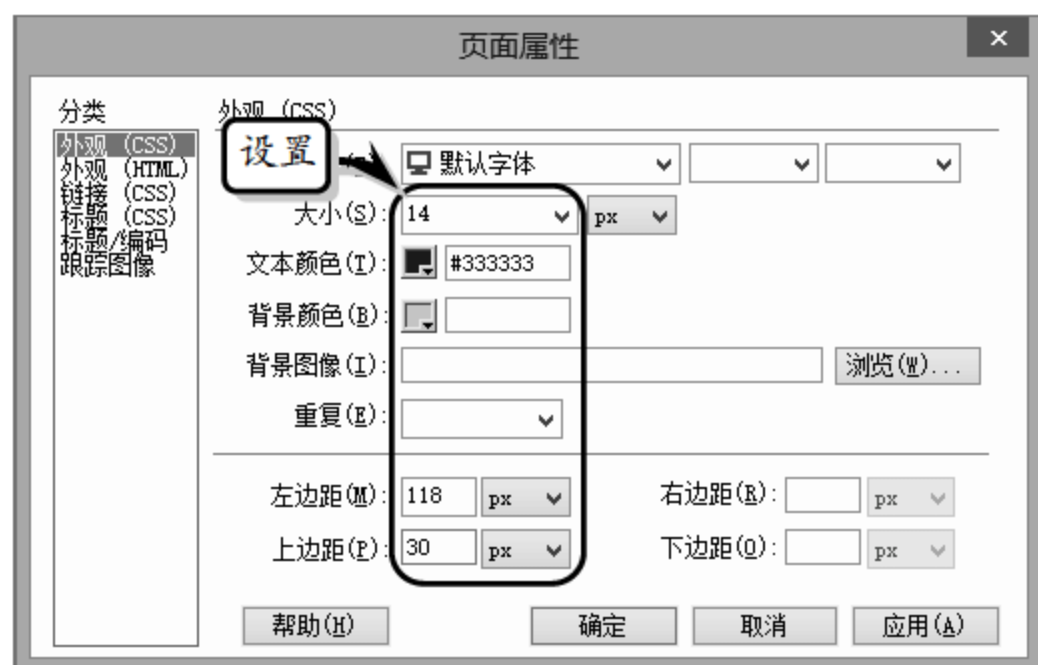 页面属性
分类
外观 (CSS)
外观 (CSS)
外观 (HTML)
链接 (CSS)
标题 (CSS)
标题/编码
跟踪图像
设置
默认字体
大小(S): 14 px
文本颜色(T): #333333
背景颜色(B):
背景图像(I): 浏览(W)...
重复(E):
左边距(M): 118 px 右边距(R): px
上边距(P): 30 px 下边距(O): px
帮助(H) 确定 取消 应用(A)